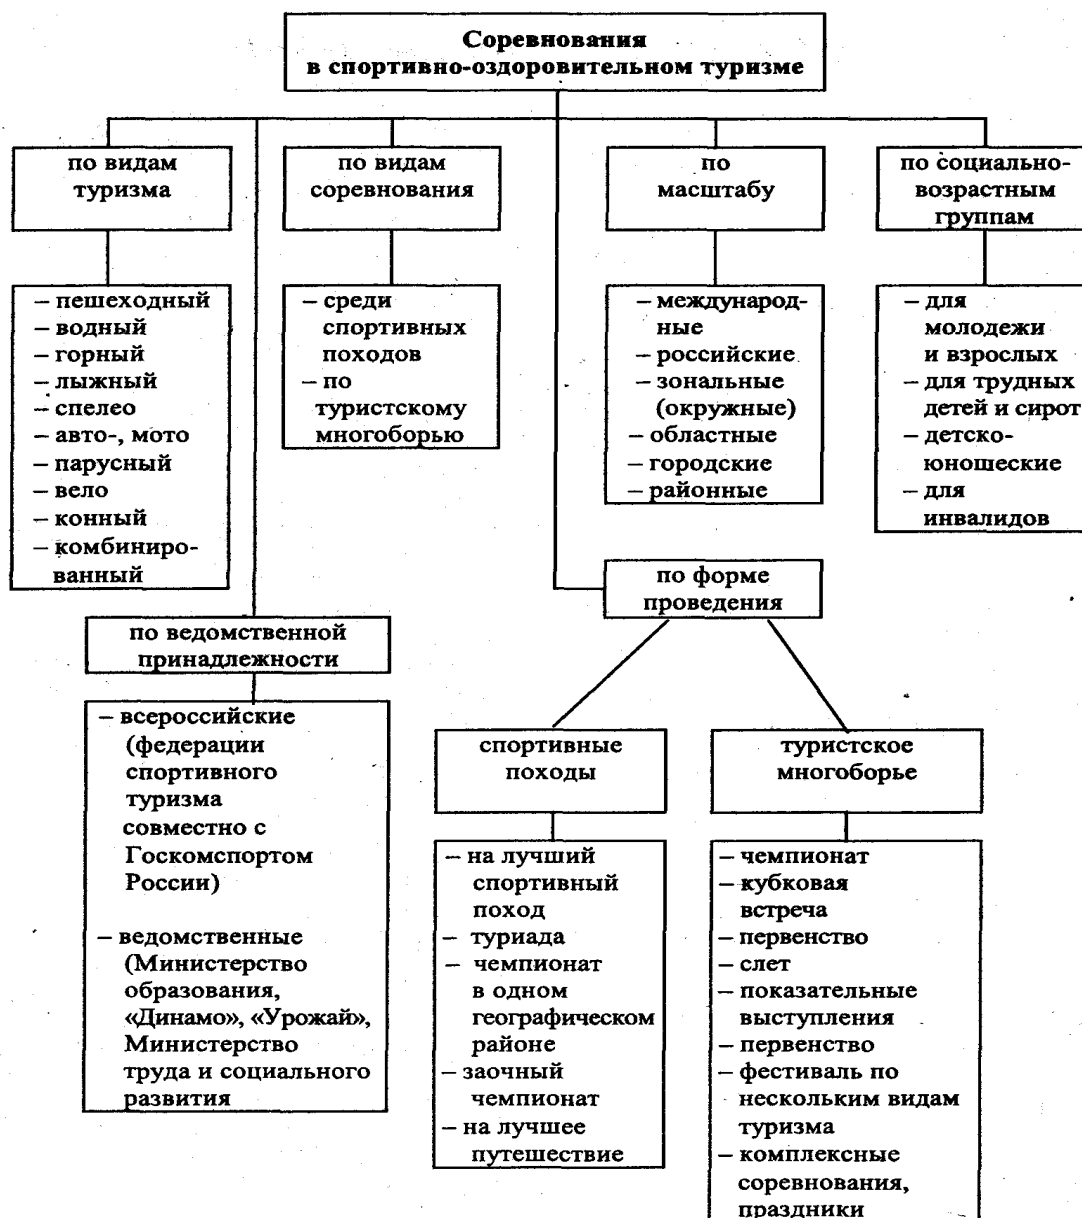 Соревнования
в спортивно-оздоровительном туризме
по видам
туризма
по видам
соревнования
по
масштабу
по социально-
возрастным
группам
– пешеходный
– водный
– горный
– лыжный
– спелео
– авто-, мото
– парусный
– вело
– конный
– комбиниро-
ванный
– среди
спортивных
походов
– по
туристскому
многоборью
– международ-
ные
– российские
– зональные
(окружные)
– областные
– городские
– районные
– для
молодежи
и взрослых
– для трудных
детей и сирот
– детско-
юношеские
– для
инвалидов
по форме
проведения
по ведомственной
принадлежности
– всероссийские
(федерации
спортивного
туризма
совместно с
Госкомспортом
России)
– ведомственные
(Министерство
образования,
«Динамо», «Урожай»,
Министерство
труда и социального
развития
спортивные
походы
туристское
многоборье
– на лучший
спортивный
поход
– туриада
– чемпионат
в одном
географическом
районе
– заочный
чемпионат
– на лучшее
путешествие
– чемпионат
– кубковая
встреча
– первенство
– слет
– показательные
выступления
– первенство
– фестиваль по
нескольким видам
туризма
– комплексные
соревнования,
праздники